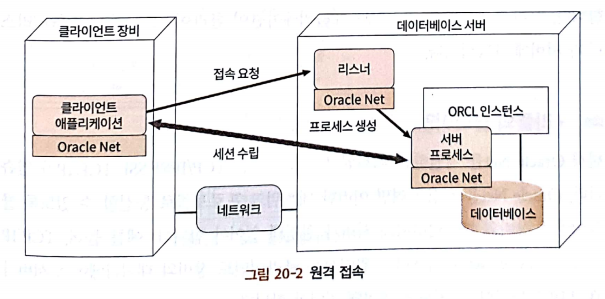 클라이언트 장비
데이터베이스 서버
접속 요청
리스너
Oracle Net
클라이언트
애플리케이션
Oracle Net
프로세스 생성
ORCL 인스턴스
서버
프로세스
Oracle Net
세션 수립
네트워크
데이터베이스
그림 20-2 원격 접속